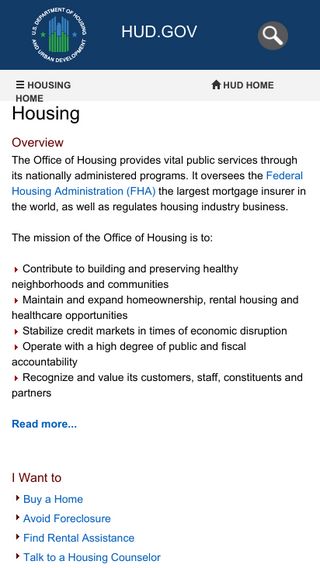 U.S. DEPARTMENT OF HOUSING
AND URBAN DEVELOPMENT
HUD.GOV
☰ HOUSING HUD HOME
HOME
Housing
Overview
The Office of Housing provides vital public services through
its nationally administered programs. It oversees the Federal
Housing Administration (FHA) the largest mortgage insurer in
the world, as well as regulates housing industry business.
The mission of the Office of Housing is to:
Contribute to building and preserving healthy
neighborhoods and communities
Maintain and expand homeownership, rental housing and
healthcare opportunities
Stabilize credit markets in times of economic disruption
Operate with a high degree of public and fiscal
accountability
Recognize and value its customers, staff, constituents and
partners
Read more...
I Want to
Buy a Home
Avoid Foreclosure
Find Rental Assistance
Talk to a Housing Counselor